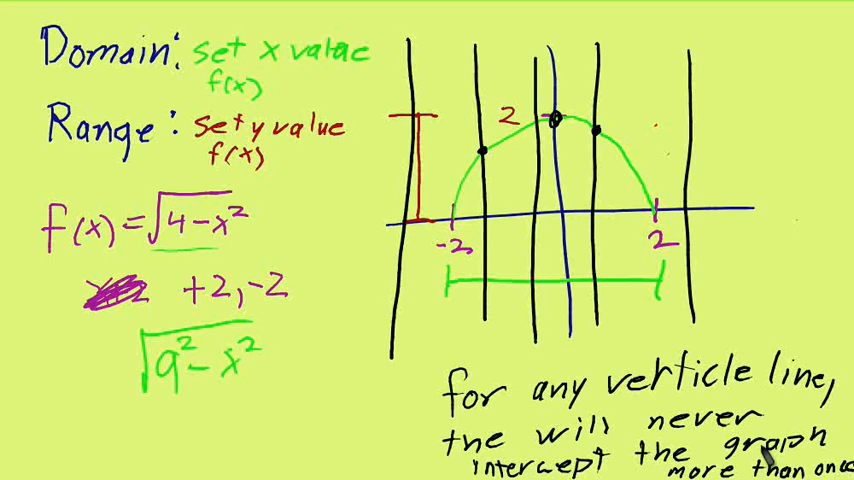 Domain: set x value
f(x)
Range: set y value
f(x)
f(x) = √4-x²
+2, -2
√a²-x²
2
-2
2
for any verticle line,
the will never
intercept the graph
more than once